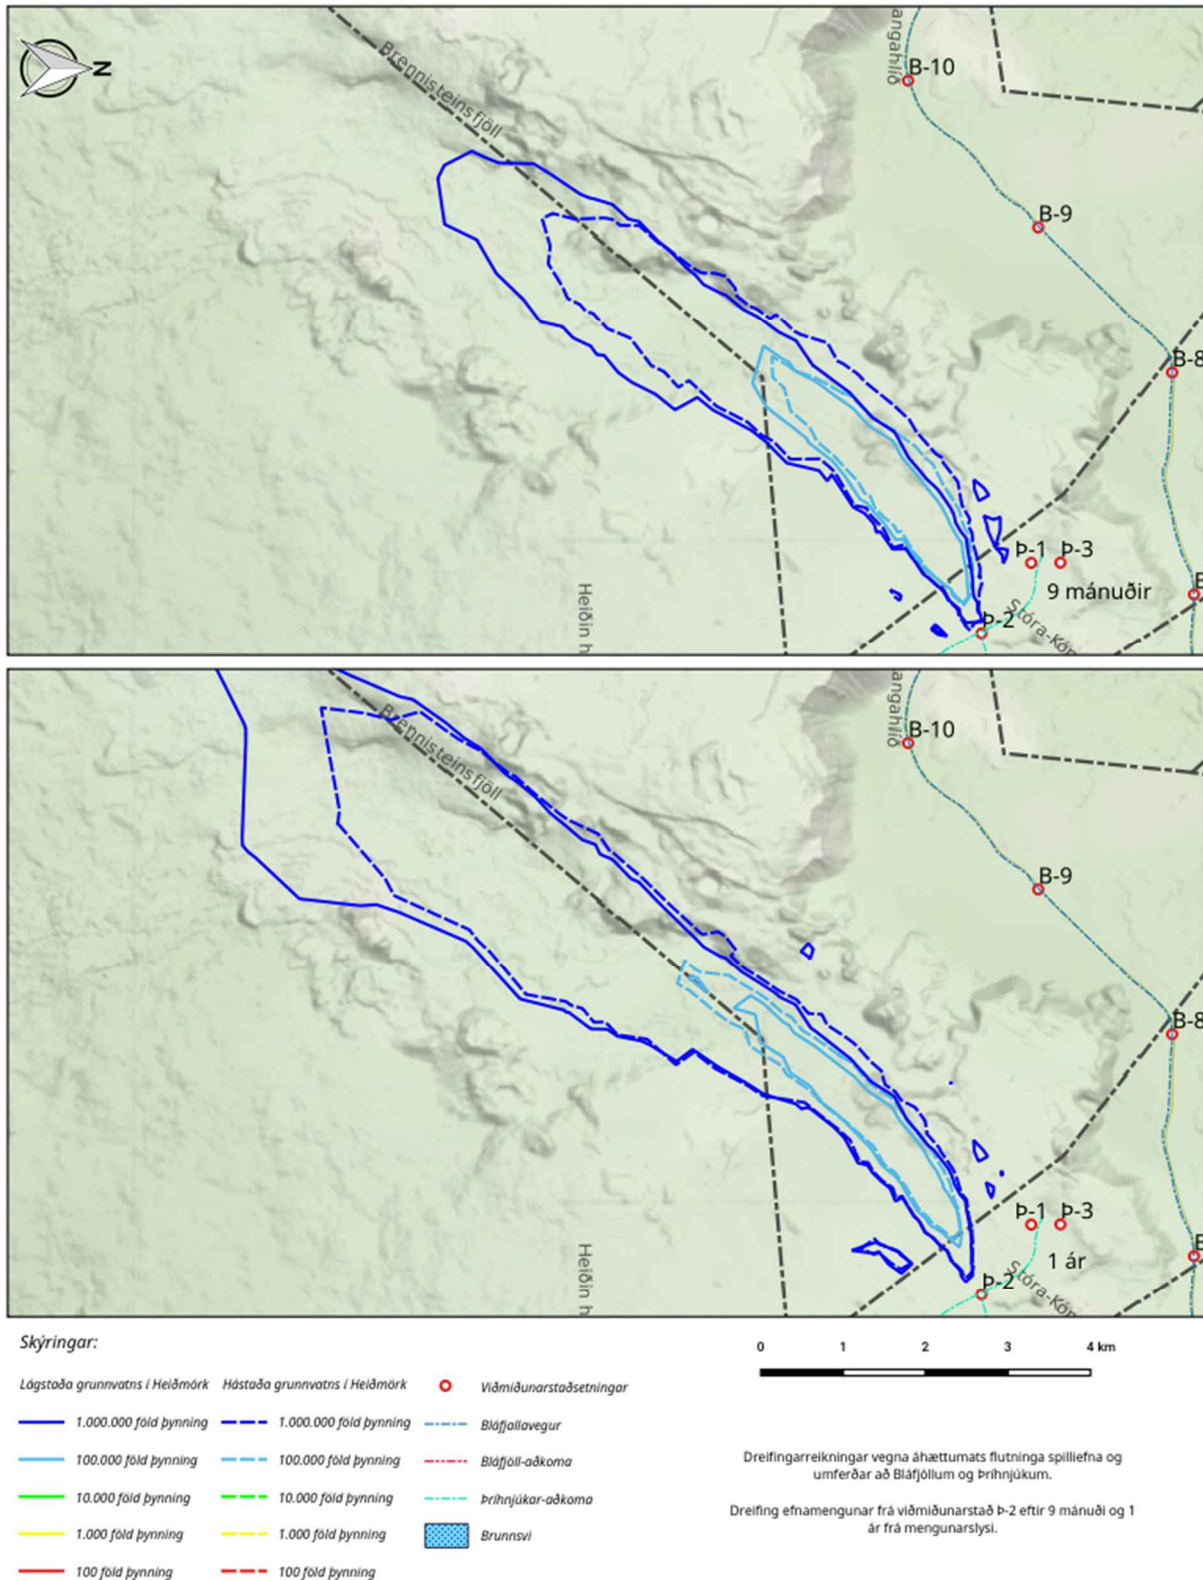 N
Brennisteinsfjöll
angahlíð
B-10
B-9
B-8
Þ-1
Þ-3
B
9 mánuðir
Heiðin h
Þ-2
Stóra-Kón
Brennisteinsfjöll
angahlíð
B-10
B-9
B-8
Þ-1
Þ-3
B
1 ár
Heiðin h
Þ-2
Stóra-Kón
Skýringar:
0 1 2 3 4 km
Lágstaða grunnvatns í Heiðmörk
Hástaða grunnvatns í Heiðmörk
Viðmiðunarstaðsetningar
1.000.000 föld þynning
1.000.000 föld þynning
Bláfjallavegur
100.000 föld þynning
100.000 föld þynning
Bláfjöll-aðkoma
10.000 föld þynning
10.000 föld þynning
Þríhnjúkar-aðkoma
1.000 föld þynning
1.000 föld þynning
Brunnsvi
100 föld þynning
100 föld þynning
Dreifingarreikningar vegna áhættumats flutninga spilliefna og
umferðar að Bláfjöllum og Þríhnjúkum.
Dreifing efnamengunar frá viðmiðunarstað Þ-2 eftir 9 mánuði og 1
ár frá mengunarslysi.